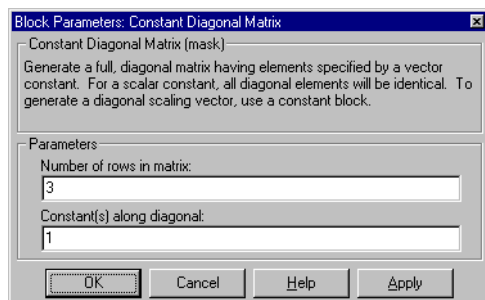 Block Parameters: Constant Diagonal Matrix
Constant Diagonal Matrix (mask)
Generate a full, diagonal matrix having elements specified by a vector
constant.  For a scalar constant, all diagonal elements will be identical.  To
generate a diagonal scaling vector, use a constant block.
Parameters
Number of rows in matrix:
3
Constant(s) along diagonal:
1
OK Cancel Help Apply